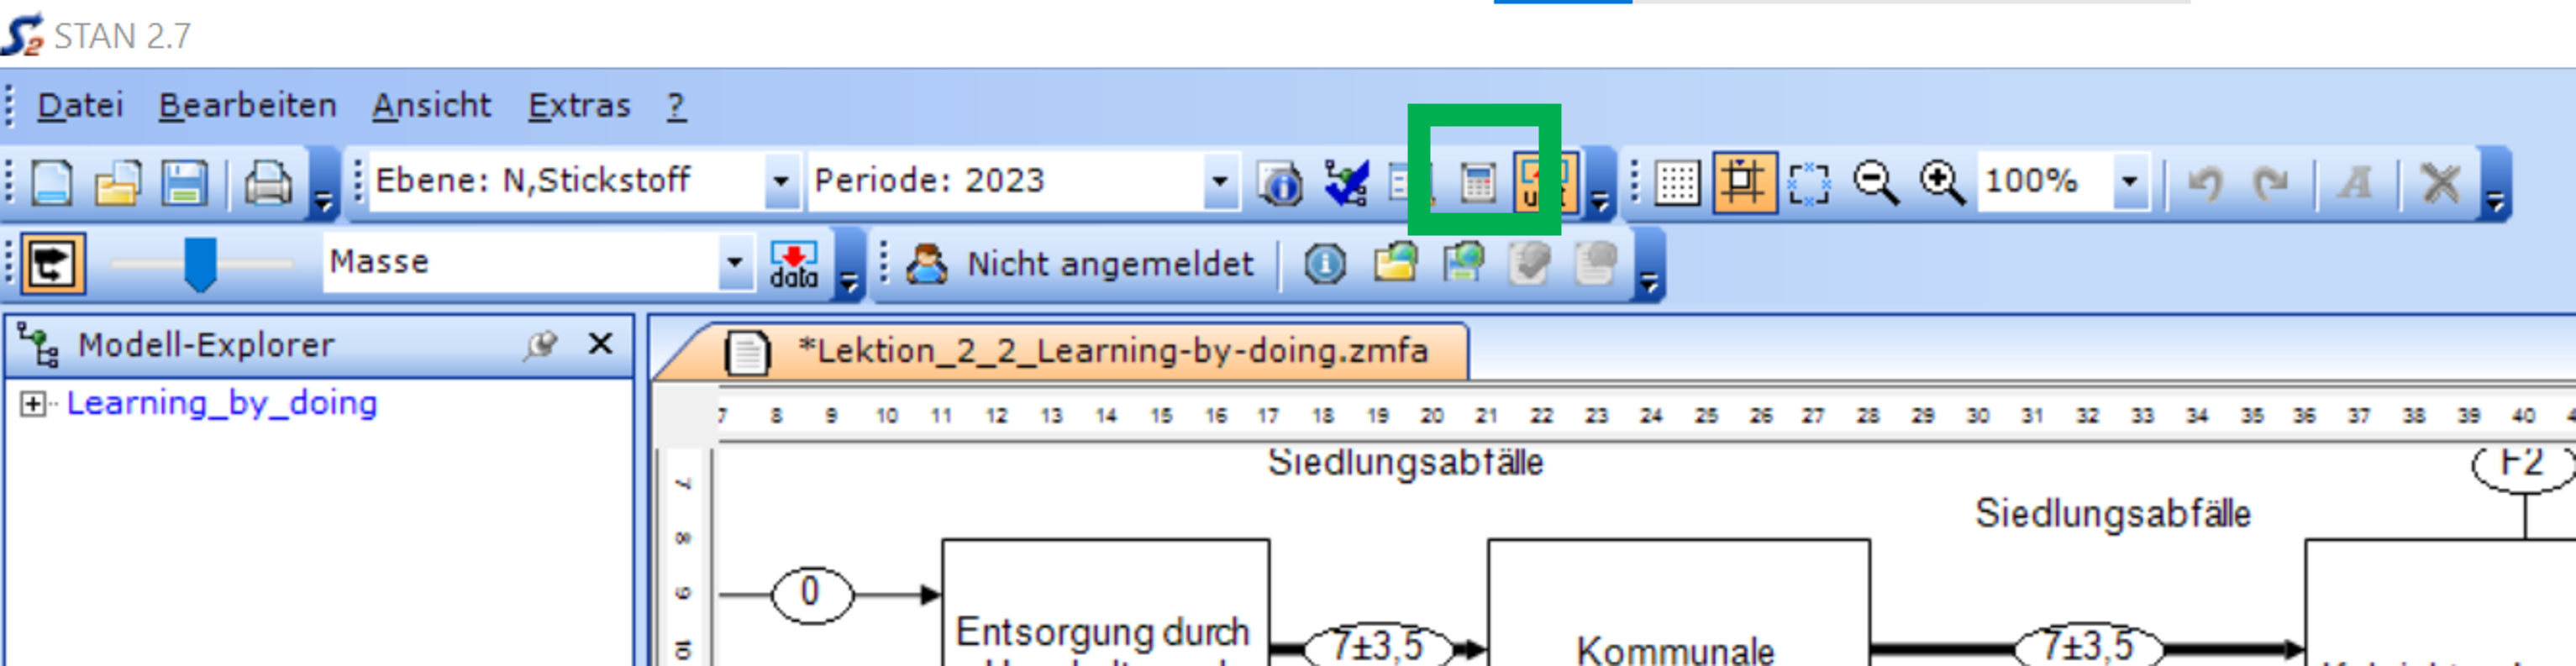 STAN 2.7
Datei Bearbeiten Ansicht Extras ?
Ebene: N,Stickstoff Periode: 2023 100% A
Masse data Nicht angemeldet
Modell-Explorer
*Lektion_2_2_Learning-by-doing.zmfa
Learning_by_doing
7 8 9 10 11 12 13 14 15 16 17 18 19 20 21 22 23 24 25 26 27 28 29 30 31 32 33 34 35 36 37 38 39 40
Siedlungsabfälle
F2
7
Siedlungsabfälle
8
9
0
Entsorgung durch
7±3,5
Kommunale
7±3,5
10